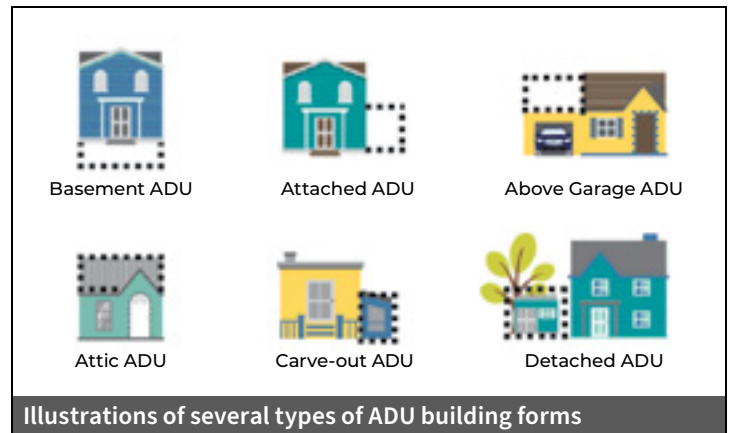 Basement ADU
Attached ADU
Above Garage ADU
Attic ADU
Carve-out ADU
Detached ADU
Illustrations of several types of ADU building forms